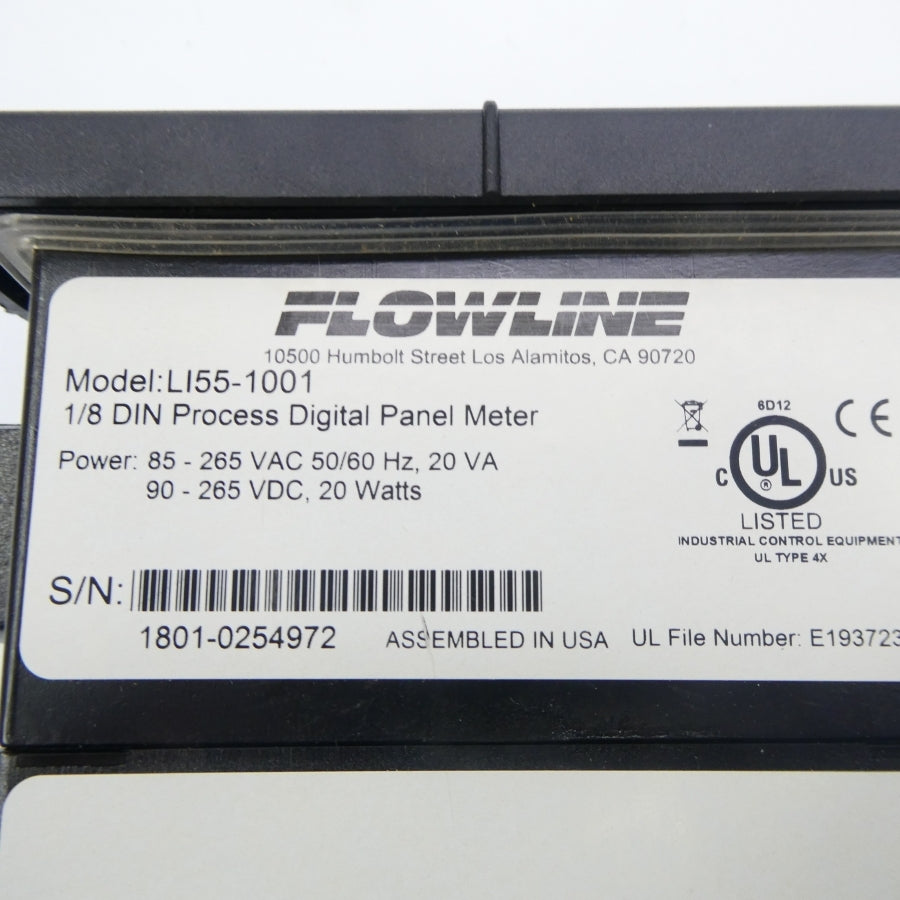 FLOWLINE
10500 Humbolt Street Los Alamitos, CA 90720
Model:LI55-1001
1/8 DIN Process Digital Panel Meter
Power: 85 - 265 VAC 50/60 Hz, 20 VA
90 - 265 VDC, 20 Watts
6D12
CE
C UL ® US
LISTED
INDUSTRIAL CONTROL EQUIPMENT
UL TYPE 4X
S/N:
1801-0254972 ASSEMBLED IN USA UL File Number: E193723